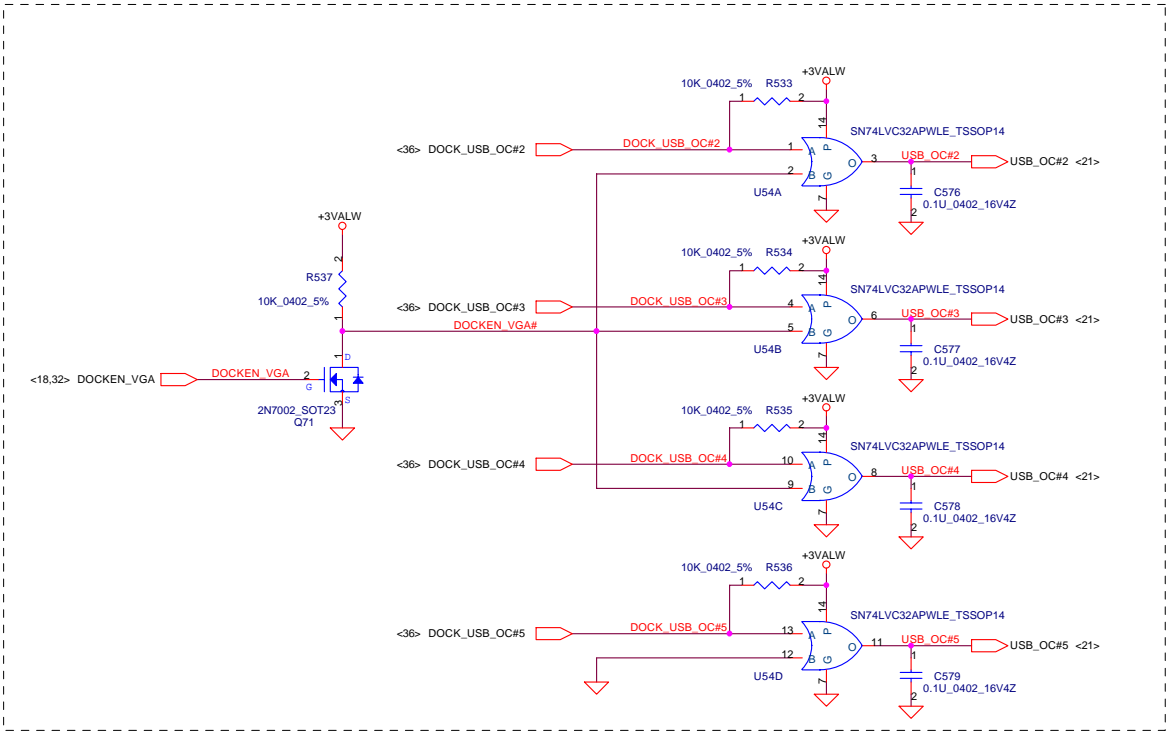 +3VALW
10K_0402_5% R533
1 2
14
SN74LVC32APWLE_TSSOP14
<36> DOCK_USB_OC#2 DOCK_USB_OC#2 1 A P O 3 USB_OC#2 USB_OC#2 <21>
2 B G
1
C576
U54A 7 0.1U_0402_16V4Z
2
+3VALW
+3VALW
10K_0402_5% R534
2
1 2
R537
14
SN74LVC32APWLE_TSSOP14
10K_0402_5%
<36> DOCK_USB_OC#3 DOCK_USB_OC#3 4 A P O 6 USB_OC#3 USB_OC#3 <21>
1
DOCKEN_VGA# 5 B G
1
C577
U54B 7 0.1U_0402_16V4Z
1 D
2
<18,32> DOCKEN_VGA DOCKEN_VGA 2 G
3 S
2N7002_SOT23
Q71
+3VALW
10K_0402_5% R535
1 2
14
SN74LVC32APWLE_TSSOP14
<36> DOCK_USB_OC#4 DOCK_USB_OC#4 10 A P O 8 USB_OC#4 USB_OC#4 <21>
9 B G
1
C578
U54C 7 0.1U_0402_16V4Z
2
+3VALW
10K_0402_5% R536
1 2
14
SN74LVC32APWLE_TSSOP14
<36> DOCK_USB_OC#5 DOCK_USB_OC#5 13 A P O 11 USB_OC#5 USB_OC#5 <21>
12 B G
1
C579
U54D 7 0.1U_0402_16V4Z
2